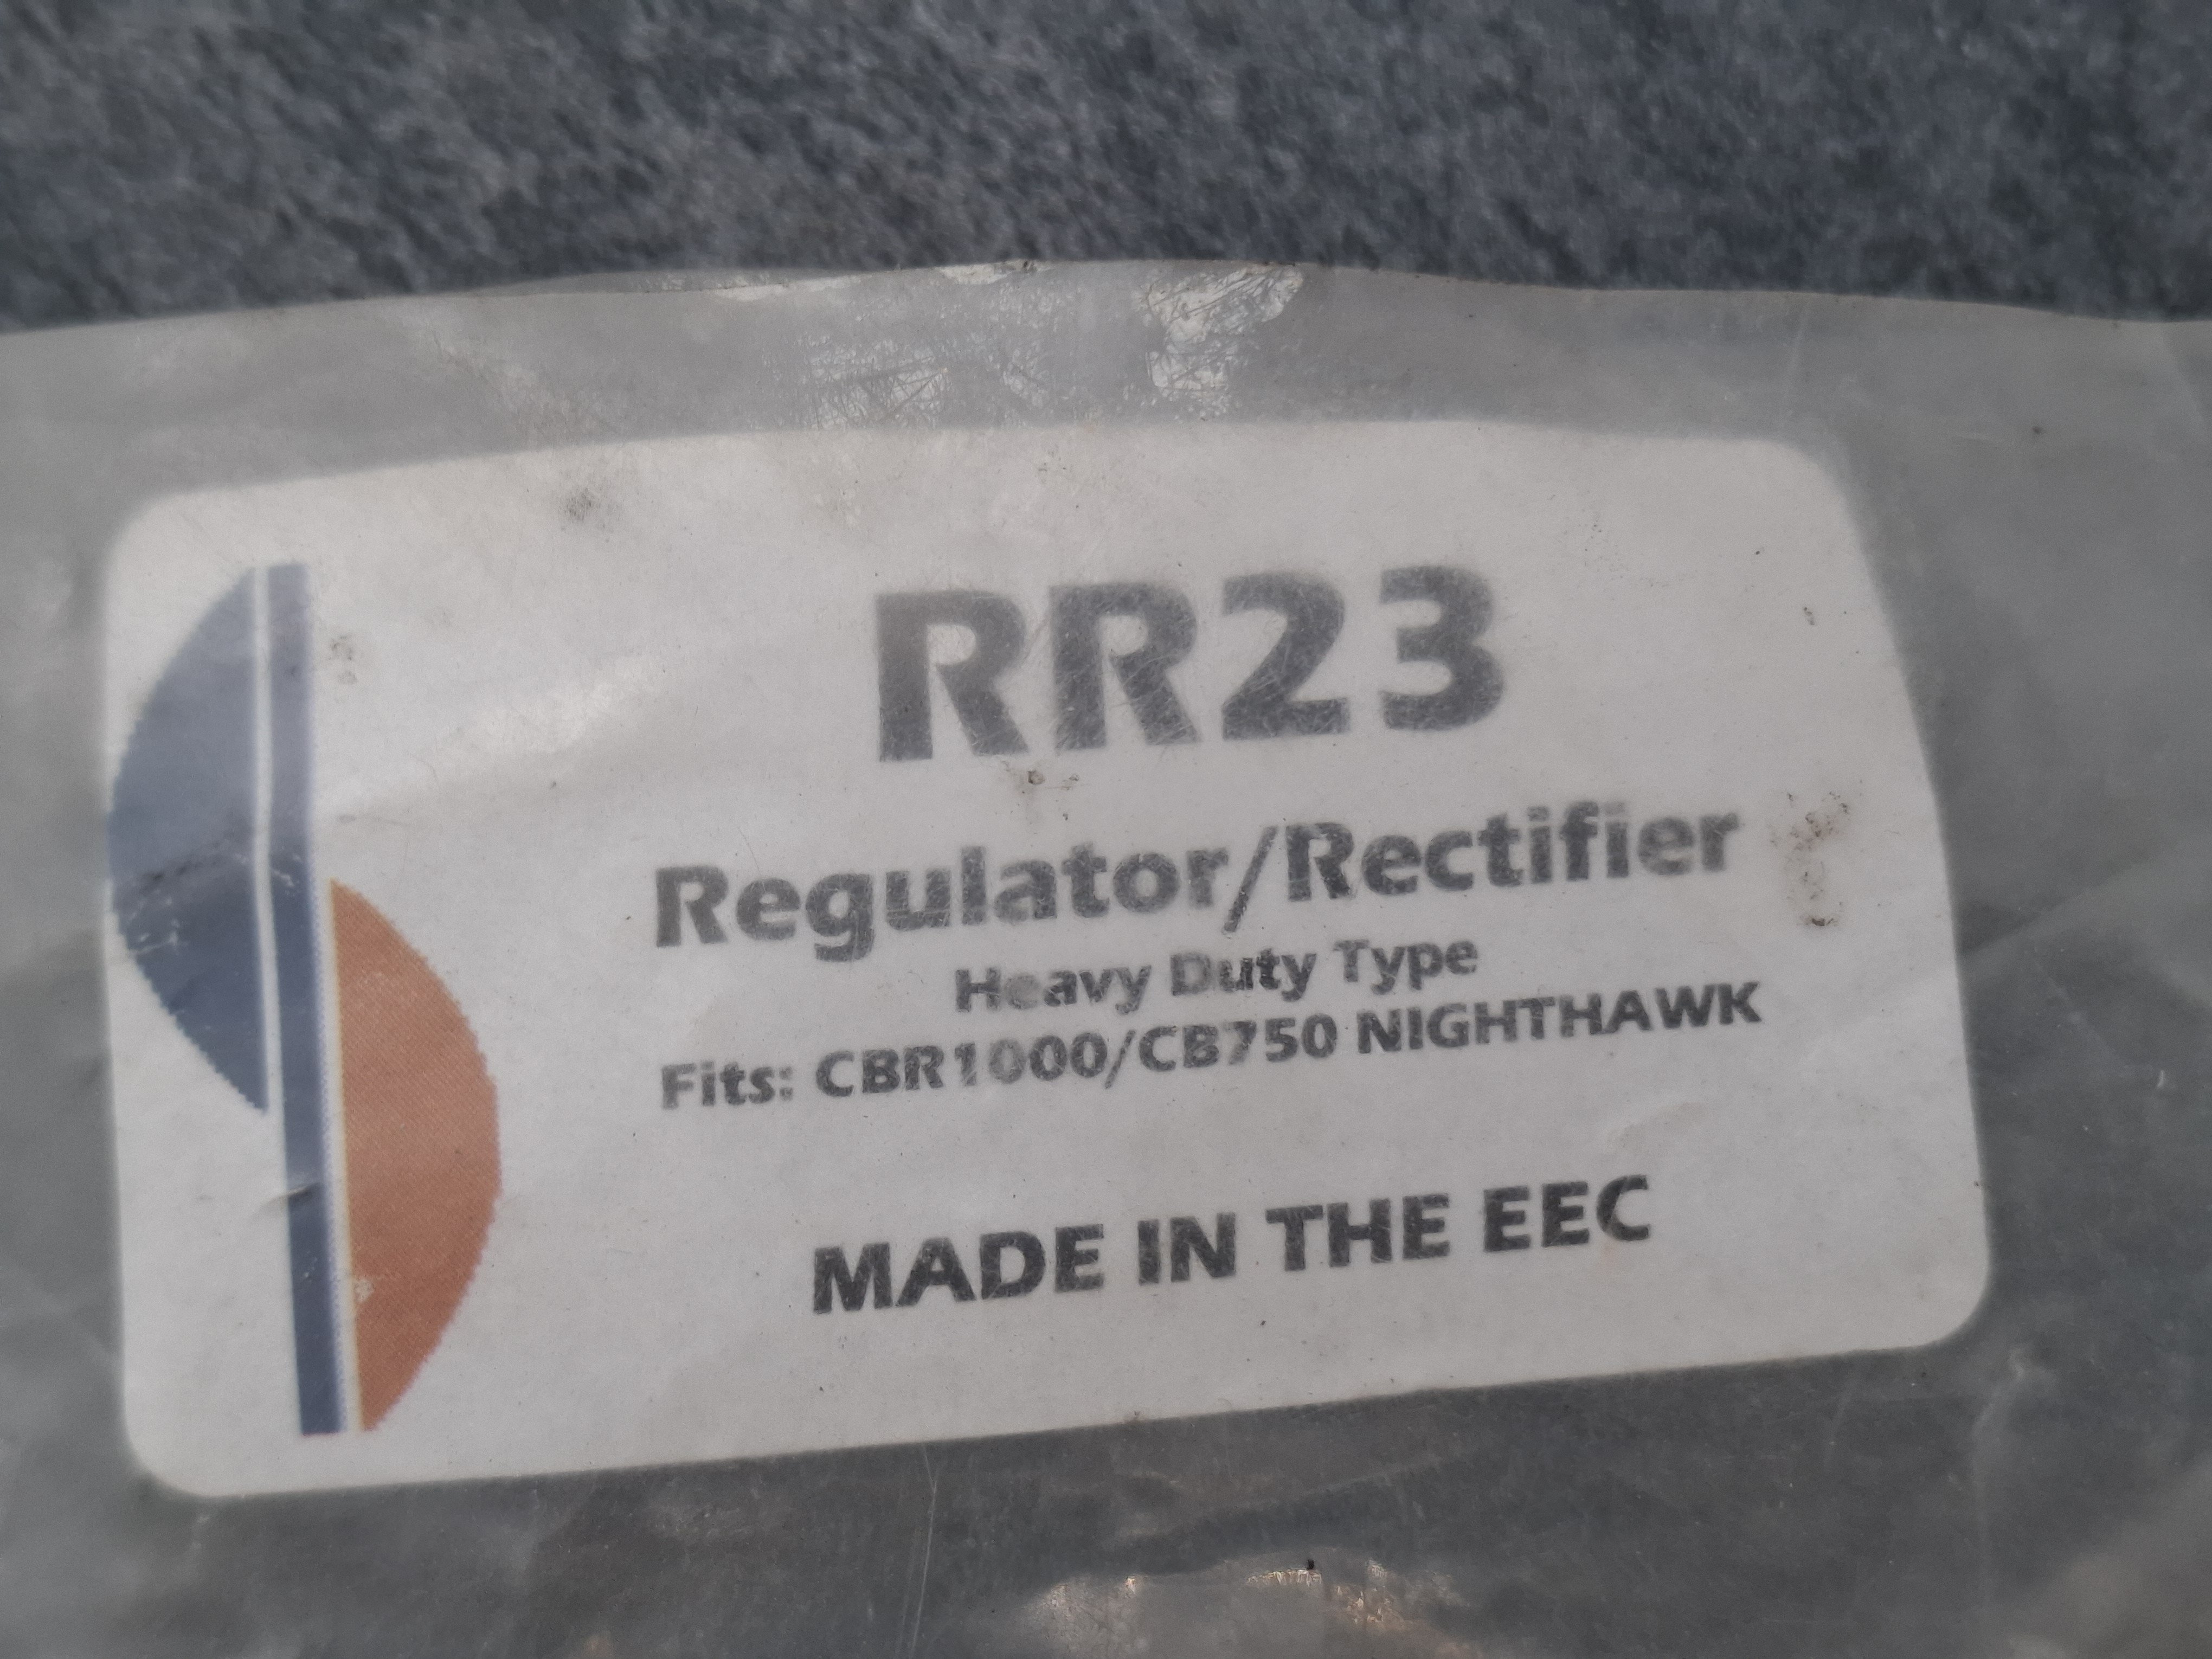 RR23
Regulator/Rectifier
Heavy Duty Type
Fits: CBR1000/CB750 NIGHTHAWK
MADE IN THE EEC